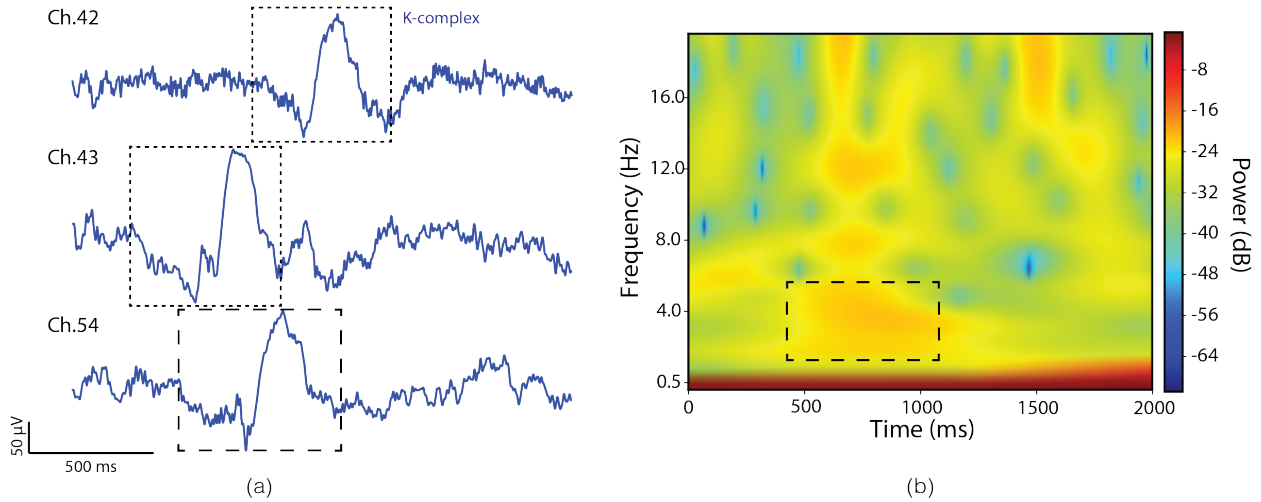 Ch.42
K-complex
Ch.43
Ch.54
50 µV
500 ms
(a)
Frequency (Hz)
16.0
12.0
8.0
4.0
0.5
0
500
1000
1500
2000
Time (ms)
-8
-16
-24
-32
-40
-48
-56
-64
Power (dB)
(b)